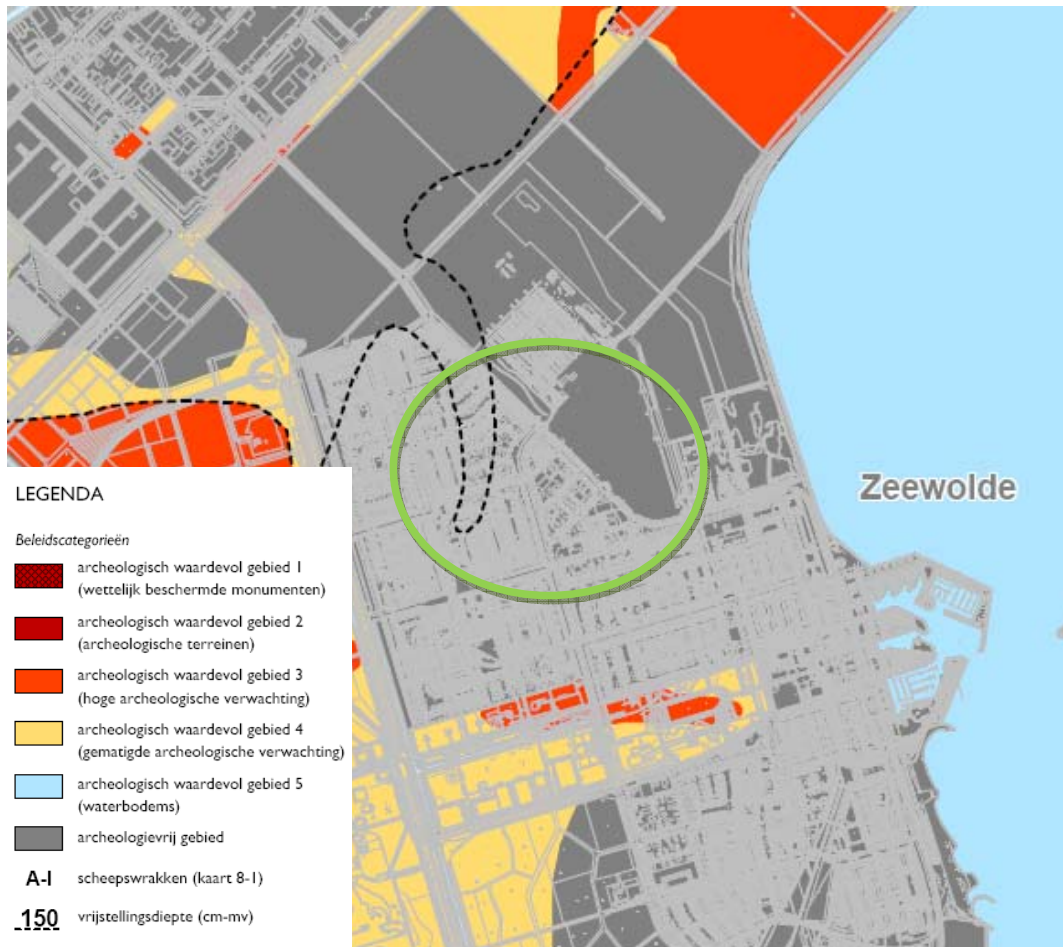 Zeewolde
LEGENDA
Beleidscategorieën
archeologisch waardevol gebied 1
(wettelijk beschermde monumenten)
archeologisch waardevol gebied 2
(archeologische terreinen)
archeologisch waardevol gebied 3
(hoge archeologische verwachting)
archeologisch waardevol gebied 4
(gematigde archeologische verwachting)
archeologisch waardevol gebied 5
(waterbodems)
archeologievrij gebied
A-I scheepswrakken (kaart 8-1)
150 vrijstellingsdiepte (cm-mv)